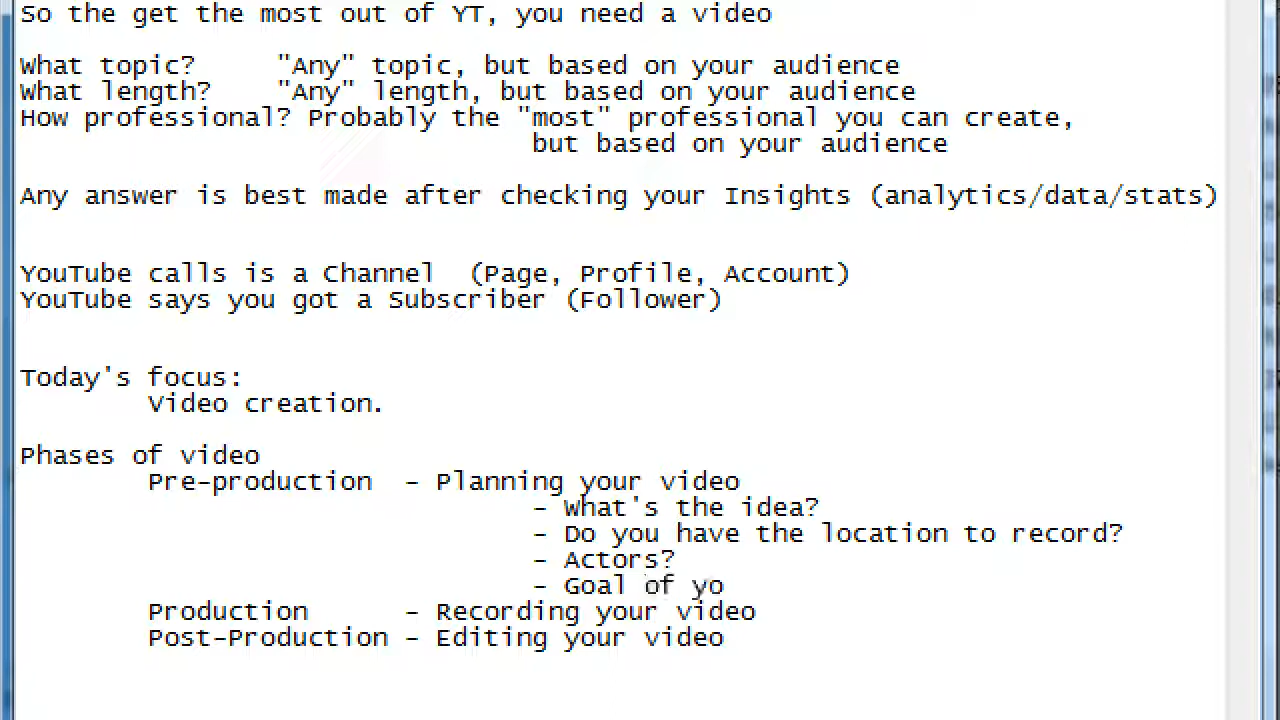 So the get the most out of YT, you need a video
What topic? "Any" topic, but based on your audience
What length? "Any" length, but based on your audience
How professional? Probably the "most" professional you can create,
but based on your audience
Any answer is best made after checking your Insights (analytics/data/stats)
YouTube calls is a Channel (Page, Profile, Account)
YouTube says you got a Subscriber (Follower)
Today's focus:
Video creation.
Phases of video
Pre-production - Planning your video
- What's the idea?
- Do you have the location to record?
- Actors?
- Goal of yo
Production - Recording your video
Post-Production - Editing your video